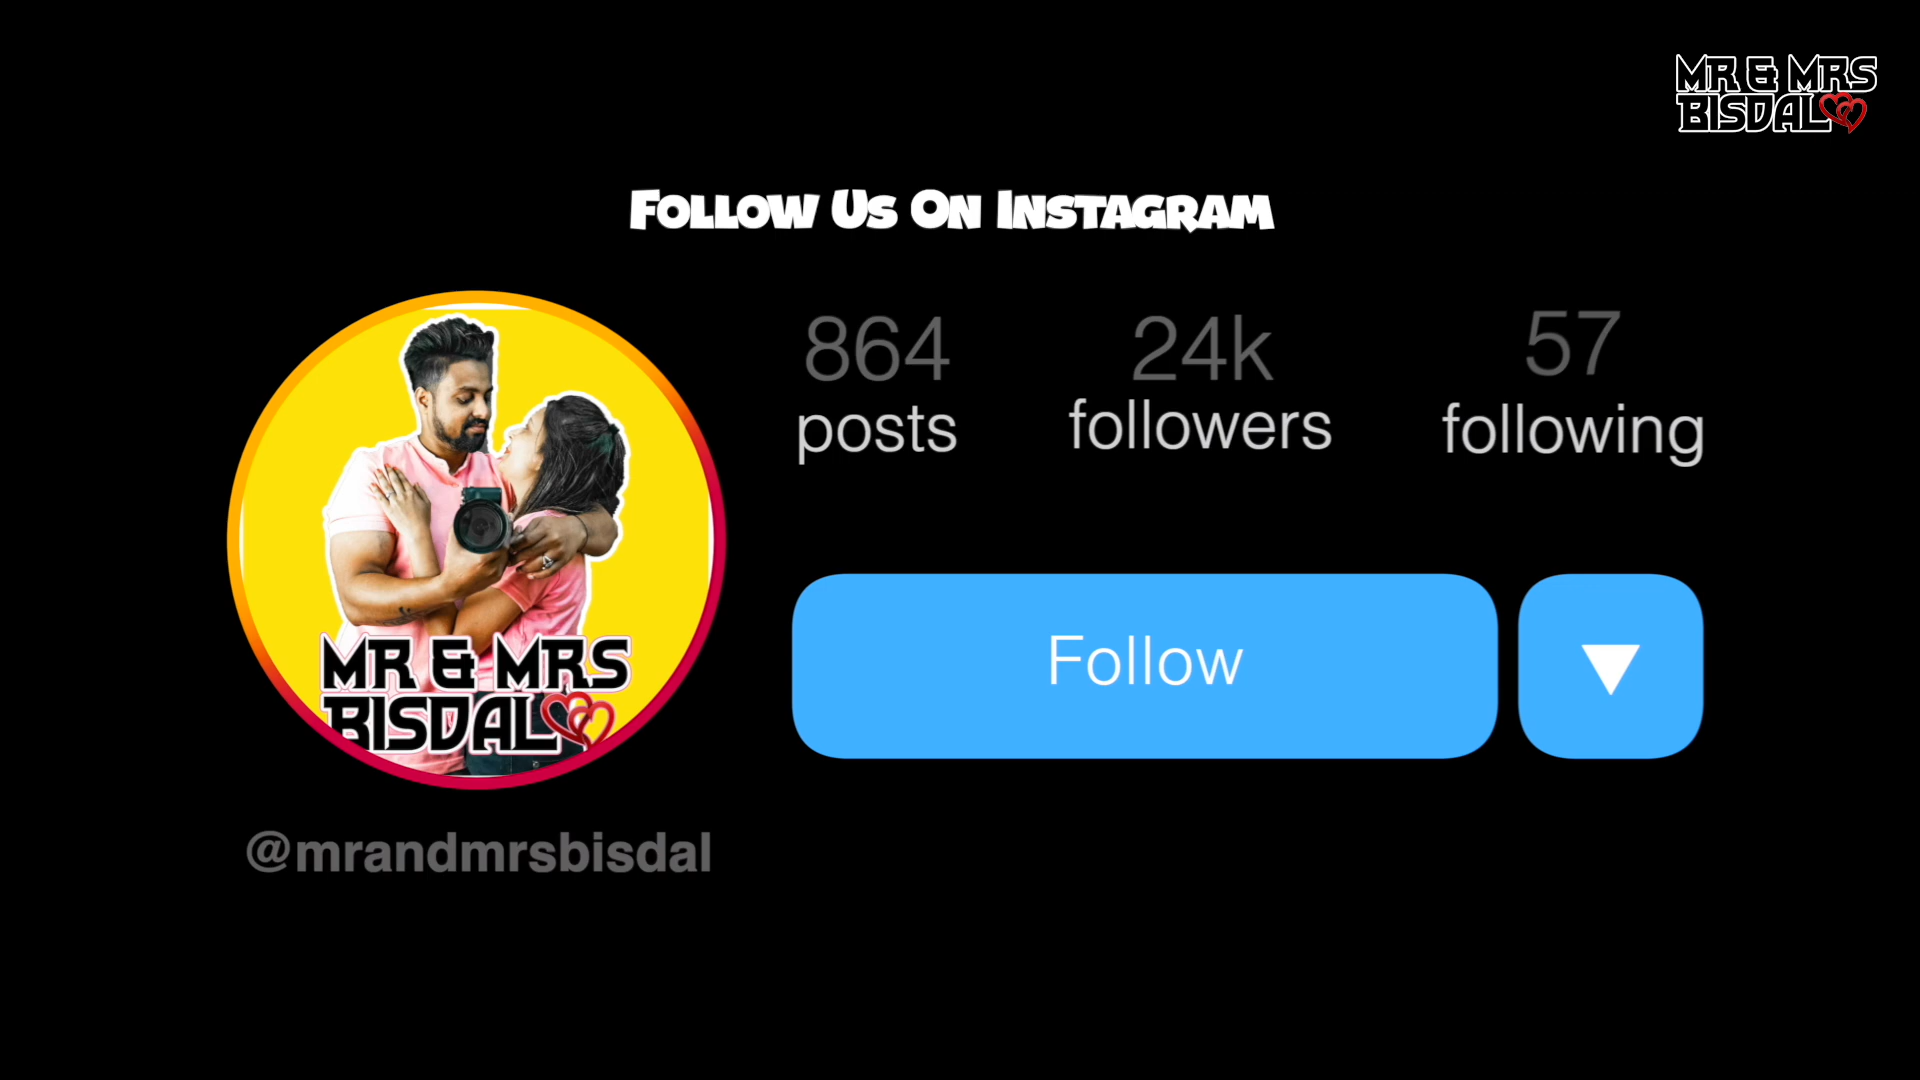 MR & MRS
BISDAL
Follow Us On Instagram
864
24k
57
posts
followers
following
MR & MRS
BISDAL
Follow
@mrandmrsbisdal